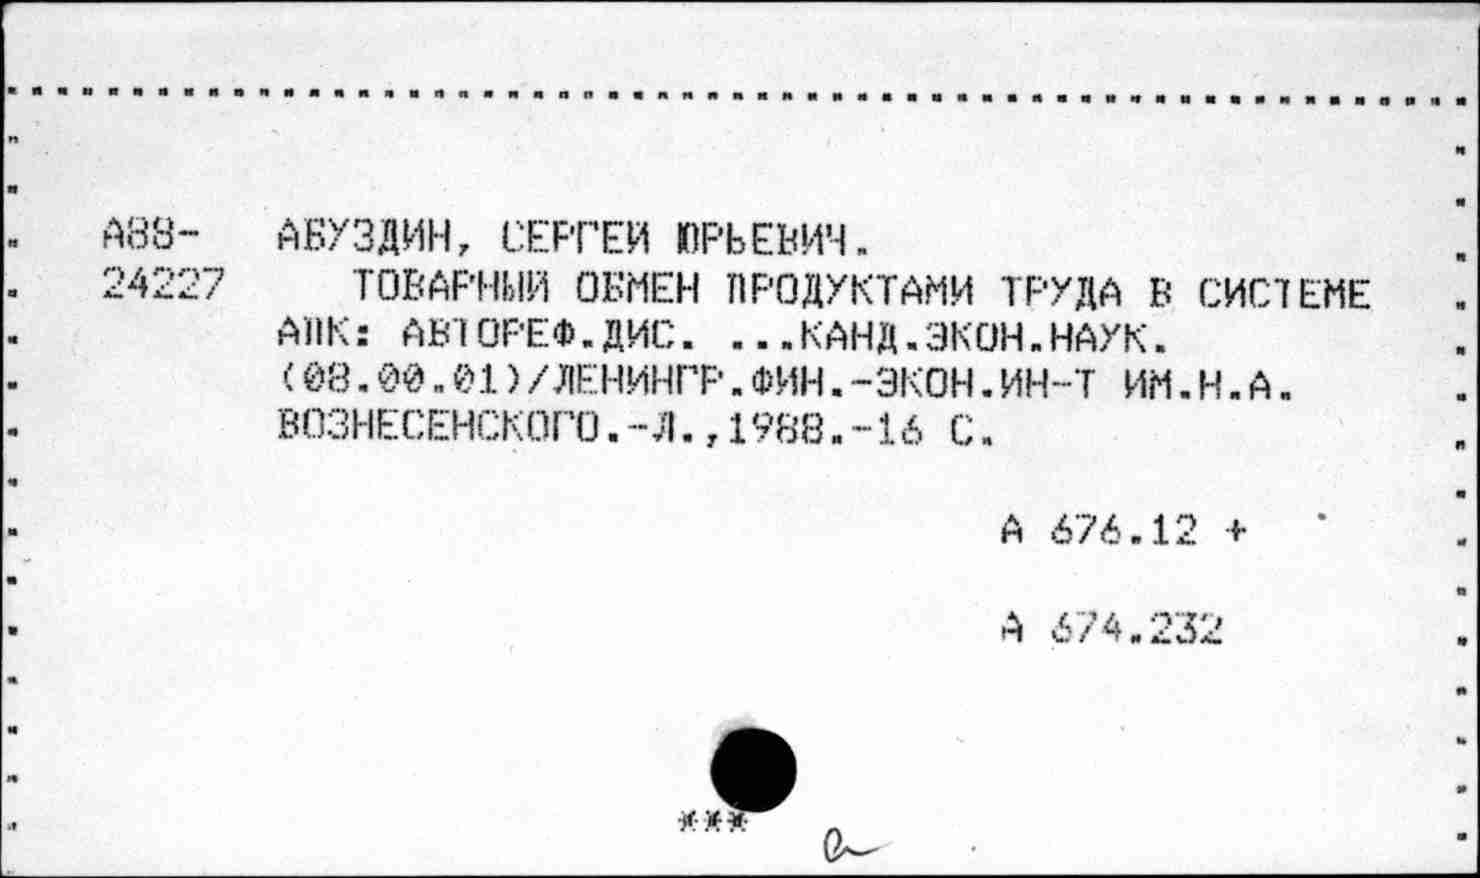 А88- АБУЗДИН, СЕРГЕЙ ЮРЬЕВИЧ.
24227 ТОВАРНЫЙ ОБМЕН ПРОДУКТАМИ ТРУДА В СИСТЕМЕ
АПК: АВТОРЕФ.ДИС. ...КАНД.ЭКОН.НАУК.
(08.00.01)/ЛЕНИНГР.ФИН.-ЭКОН.ИН-Т ИМ.Н.А.
ВОЗНЕСЕНСКОГО.-Л.,1988.-16 С.
А 676.12 +
А 674.232
***